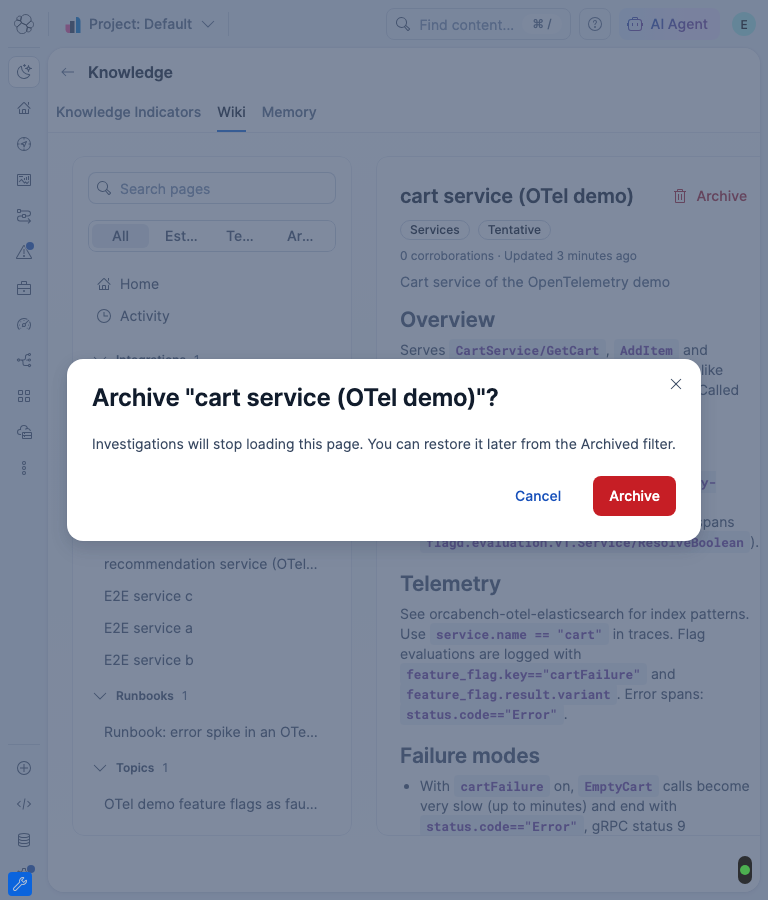 Project: Default
Find content...
⌘ /
AI Agent
E
Knowledge
Knowledge Indicators
Wiki
Memory
Search pages
All
Est...
Te...
Ar...
Home
Activity
cart service (OTel demo)
Archive
Services
Tentative
0 corroborations · Updated 3 minutes ago
Cart service of the OpenTelemetry demo
Overview
Serves CartService/GetCart, AddItem and
like
Called
Archive "cart service (OTel demo)"?
Investigations will stop loading this page. You can restore it later from the Archived filter.
Cancel
Archive
flagd.evaluation.v1.Service/ResolveBoolean ).
recommendation service (OTel...
E2E service c
E2E service a
E2E service b
Runbooks 1
Runbook: error spike in an OTe...
Topics 1
OTel demo feature flags as fau...
Telemetry
See orcabench-otel-elasticsearch for index patterns.
Use service.name == "cart" in traces. Flag
evaluations are logged with
feature_flag.key=="cartFailure" and
feature_flag.result.variant. Error spans:
status.code=="Error".
Failure modes
• With cartFailure on, EmptyCart calls become
very slow (up to minutes) and end with
status.code=="Error", gRPC status 9